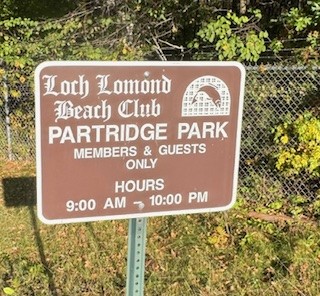 Loch Lomond
Beach Club
PARTRIDGE PARK
MEMBERS & GUESTS
ONLY
HOURS
9:00 AM - 10:00 PM